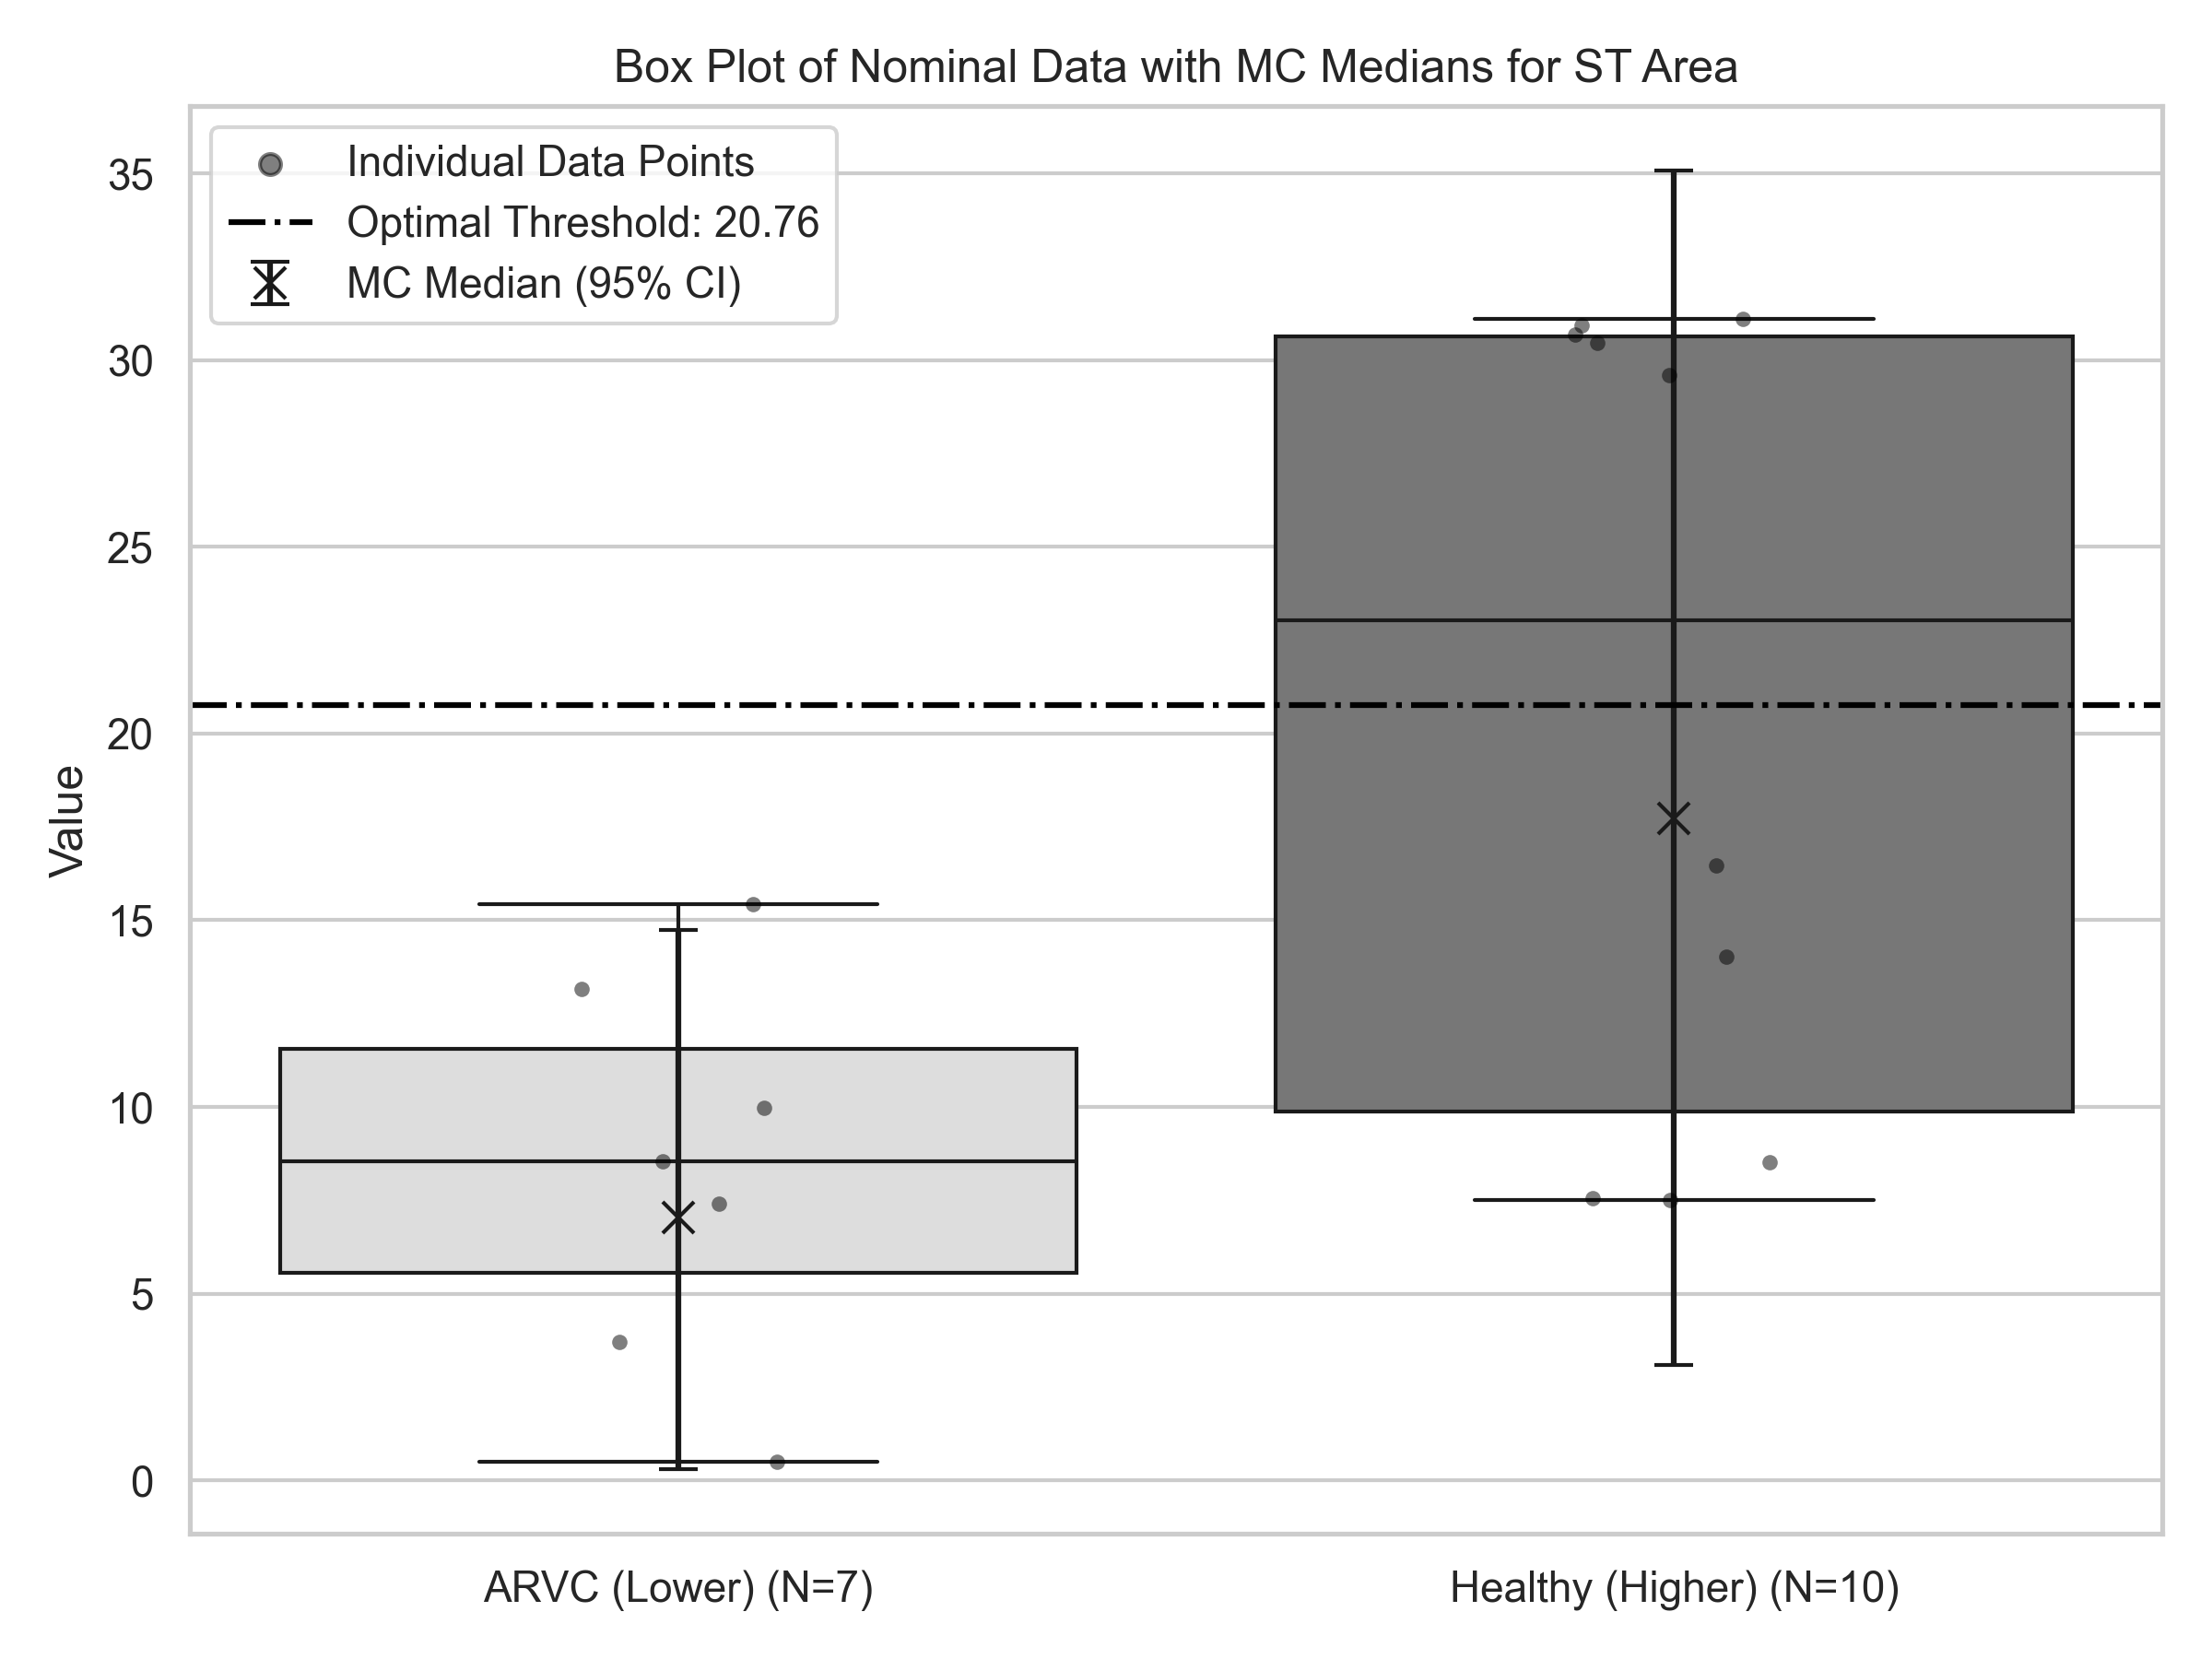 Box Plot of Nominal Data with MC Medians for ST Area
Individual Data Points
Optimal Threshold: 20.76
MC Median (95% CI)
35
30
25
20
15
10
5
0
Value
ARVC (Lower) (N=7)
Healthy (Higher) (N=10)